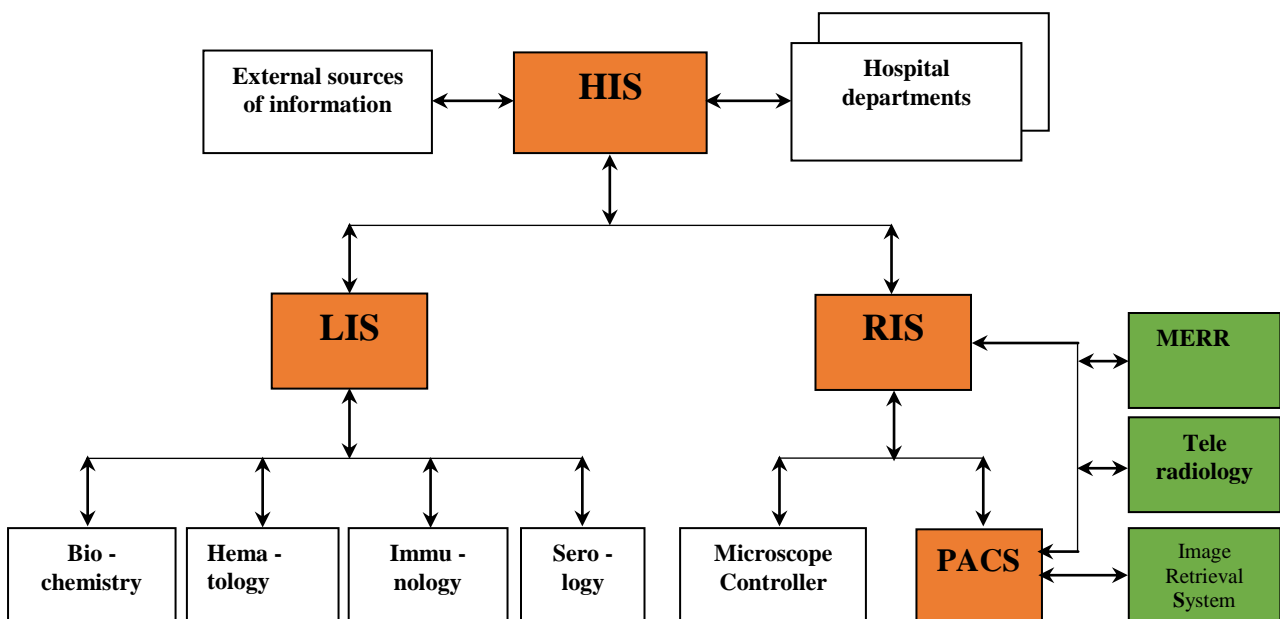 External sources
of information
HIS
Hospital
departments
LIS
RIS
MERR
Tele
radiology
Bio -
chemistry
Hema -
tology
Immu -
nology
Sero -
logy
Microscope
Controller
PACS
Image
Retrieval
System